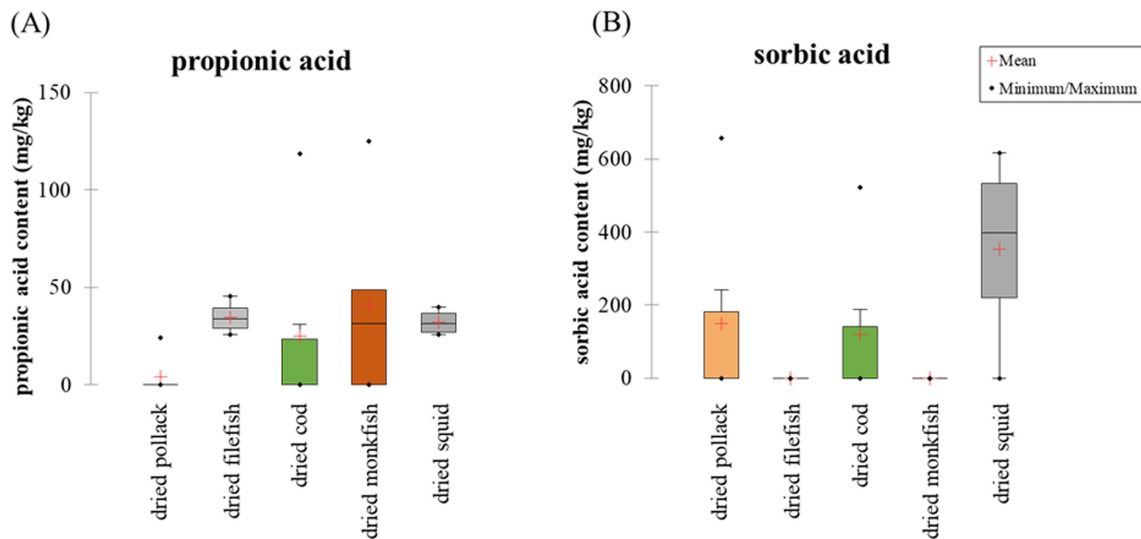 (A)
propionic acid
propionic acid content (mg/kg)
150
100
50
0
dried pollack
dried filefish
dried cod
dried monkfish
dried squid
(B)
sorbic acid
Mean
Minimum/Maximum
sorbic acid content (mg/kg)
800
600
400
200
0
dried pollack
dried filefish
dried cod
dried monkfish
dried squid